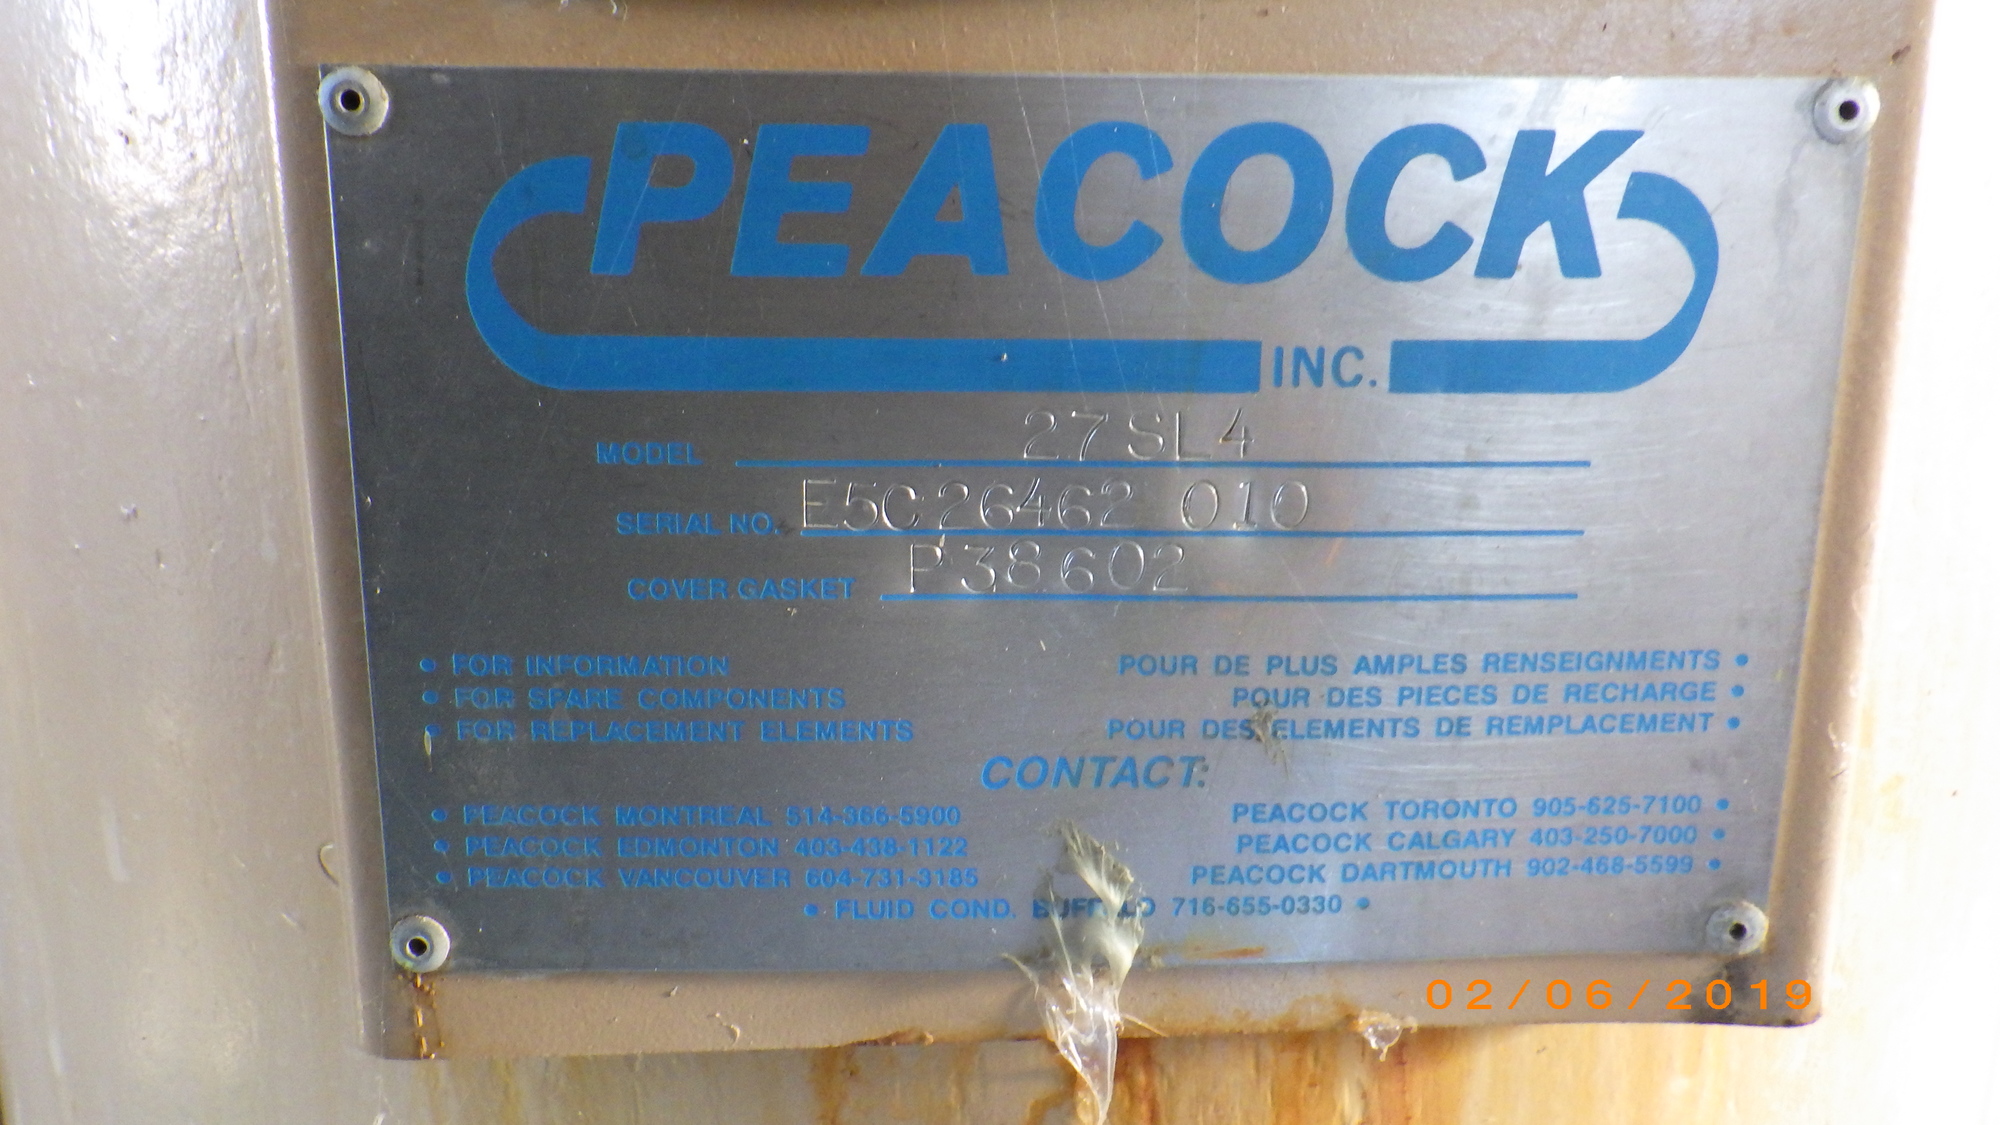 PEACOCK
INC.
MODEL 27SL4
SERIAL NO. E5C26462 010
COVER GASKET P38602
• FOR INFORMATION
• FOR SPARE COMPONENTS
• FOR REPLACEMENT ELEMENTS
POUR DE PLUS AMPLES RENSEIGNMENTS •
POUR DES PIECES DE RECHARGE •
POUR DES ELEMENTS DE REMPLACEMENT •
CONTACT:
• PEACOCK MONTREAL 514-366-5900
• PEACOCK EDMONTON 403-438-1122
• PEACOCK VANCOUVER 604-731-3185
PEACOCK TORONTO 905-625-7100 •
PEACOCK CALGARY 403-250-7000 •
PEACOCK DARTMOUTH 902-468-5599 •
• FLUID COND. BUFFALO 716-655-0330 •
02/06/2019